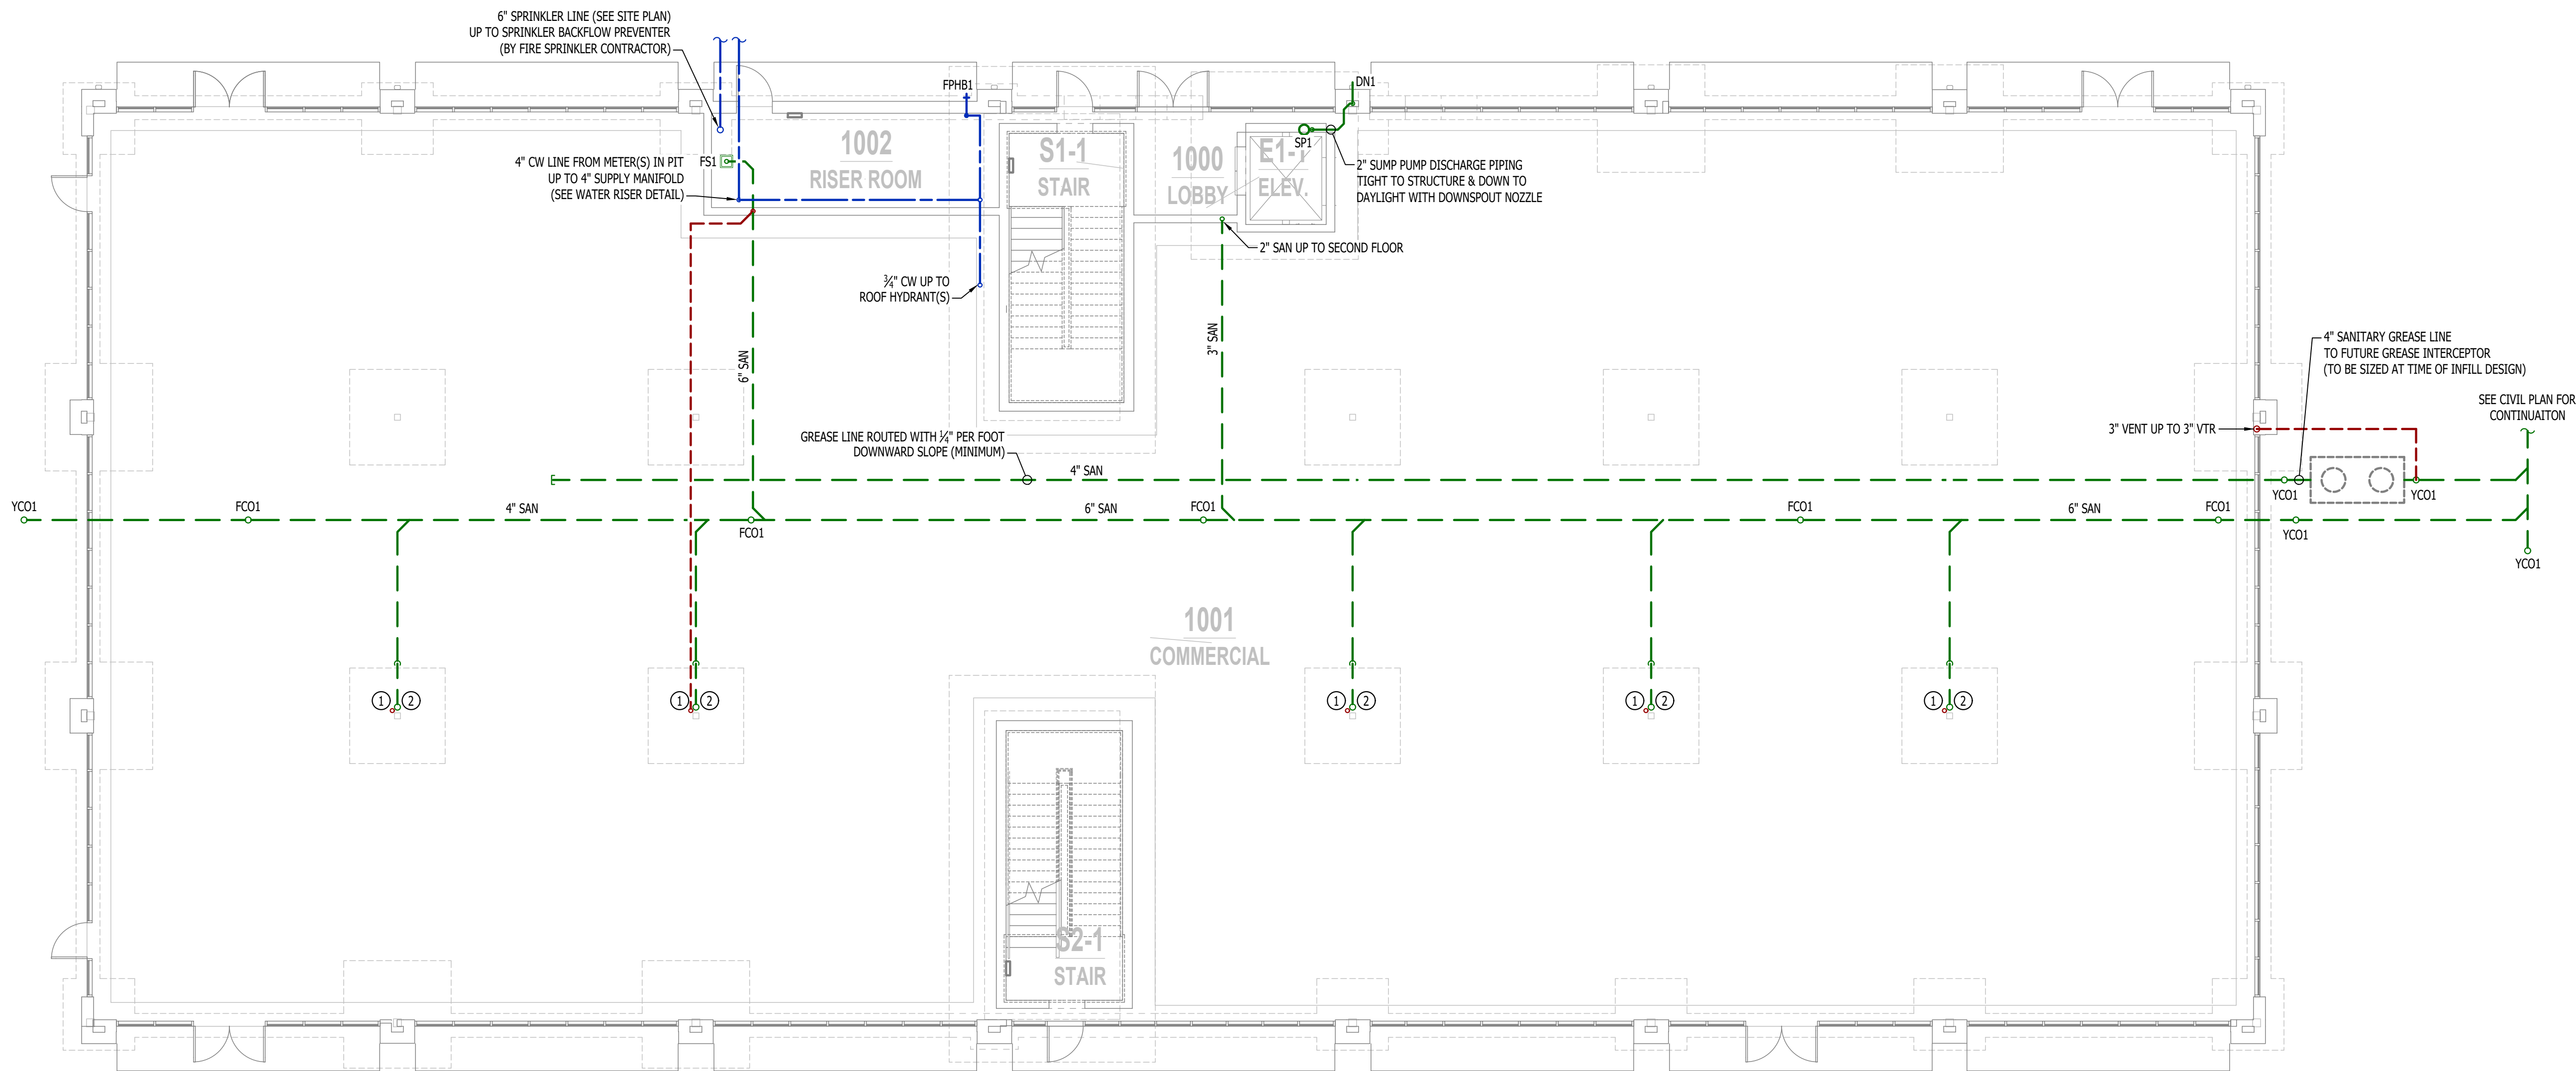 6" SPRINKLER LINE (SEE SITE PLAN)
UP TO SPRINKLER BACKFLOW PREVENTER
(BY FIRE SPRINKLER CONTRACTOR)
FPHB1
DN1
SP1
4" CW LINE FROM METER(S) IN PIT
UP TO 4" SUPPLY MANIFOLD
(SEE WATER RISER DETAIL)
FS1
1002
RISER ROOM
S1-1
STAIR
1000
LOBBY
E1-1
ELEV.
2" SUMP PUMP DISCHARGE PIPING
TIGHT TO STRUCTURE & DOWN TO
DAYLIGHT WITH DOWNSPOUT NOZZLE
2" SAN UP TO SECOND FLOOR
¾" CW UP TO
ROOF HYDRANT(S)
6" SAN
3" SAN
4" SANITARY GREASE LINE
TO FUTURE GREASE INTERCEPTOR
(TO BE SIZED AT TIME OF INFILL DESIGN)
SEE CIVIL PLAN FOR
CONTINUAITON
3" VENT UP TO 3" VTR
GREASE LINE ROUTED WITH ¼" PER FOOT
DOWNWARD SLOPE (MINIMUM)
4" SAN
YCO1
YCO1
YCO1
FCO1
4" SAN
FCO1
6" SAN
FCO1
FCO1
6" SAN
FCO1
YCO1
YCO1
1001
COMMERCIAL
1 2
1 2
1 2
1 2
1 2
S2-1
STAIR